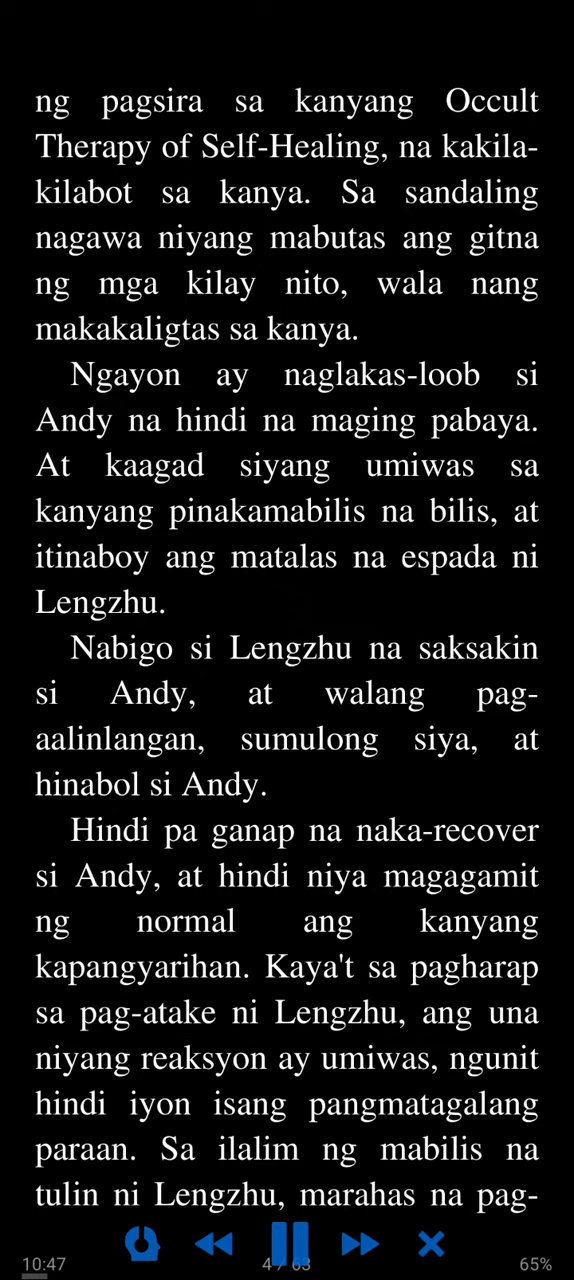 ng pagsira sa kanyang Occult
Therapy of Self-Healing, na kakila-
kilabot sa kanya. Sa sandaling
nagawa niyang mabutas ang gitna
ng mga kilay nito, wala nang
makakaligtas sa kanya.
Ngayon ay naglakas-loob si
Andy na hindi na maging pabaya.
At kaagad siyang umiwas sa
kanyang pinakamabilis na bilis, at
itinaboy ang matalas na espada ni
Lengzhu.
Nabigo si Lengzhu na saksakin
si Andy, at walang pag-
aalinlangan, sumulong siya, at
hinabol si Andy.
Hindi pa ganap na naka-recover
si Andy, at hindi niya magagamit
ng normal ang kanyang
kapangyarihan. Kaya't sa pagharap
sa pag-atake ni Lengzhu, ang una
niyang reaksyon ay umiwas, ngunit
hindi iyon isang pangmatagalang
paraan. Sa ilalim ng mabilis na
tulin ni Lengzhu, marahas na pag-
10:47 4 / 63 65%